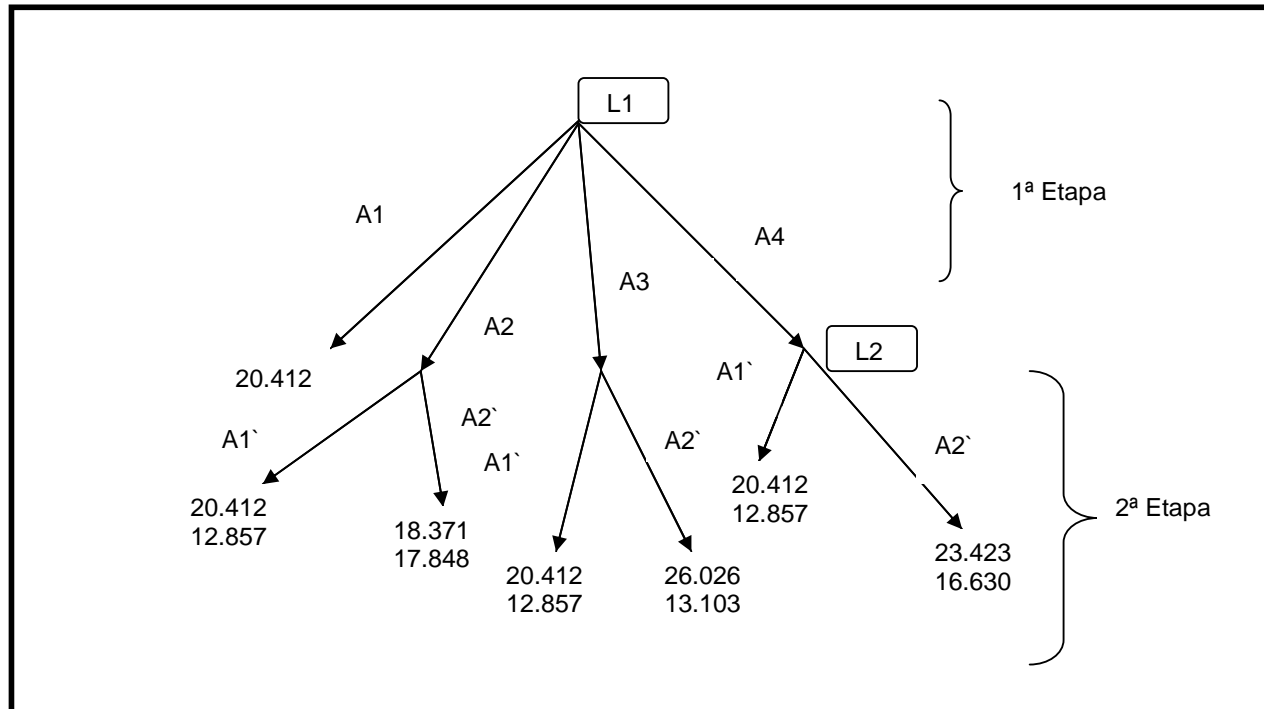 L1
1ª Etapa
A1
A4
A3
A2
L2
20.412
A1`
A2`
A1`
A2`
A1`
A2`
20.412
12.857
18.371
17.848
20.412
12.857
26.026
13.103
20.412
12.857
23.423
16.630
2ª Etapa